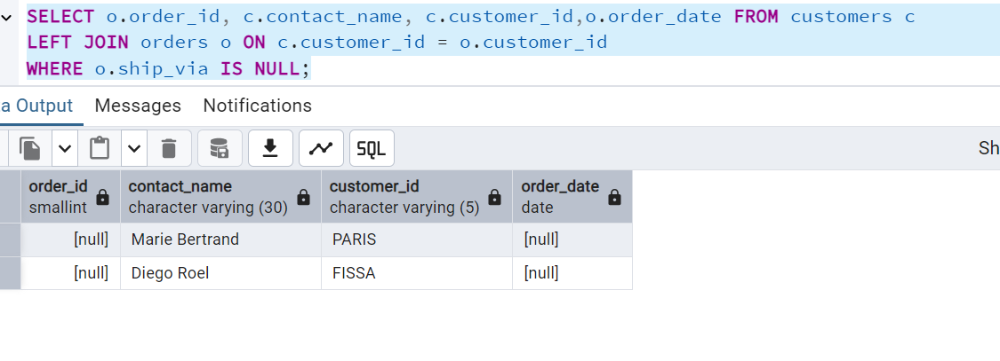 SELECT o.order_id, c.contact_name, c.customer_id,o.order_date FROM customers c
LEFT JOIN orders o ON c.customer_id = o.customer_id
WHERE o.ship_via IS NULL;
a Output Messages Notifications
SQL Sh
order_id contact_name customer_id order_date
smallint character varying (30) character varying (5) date
[null] Marie Bertrand PARIS [null]
[null] Diego Roel FISSA [null]